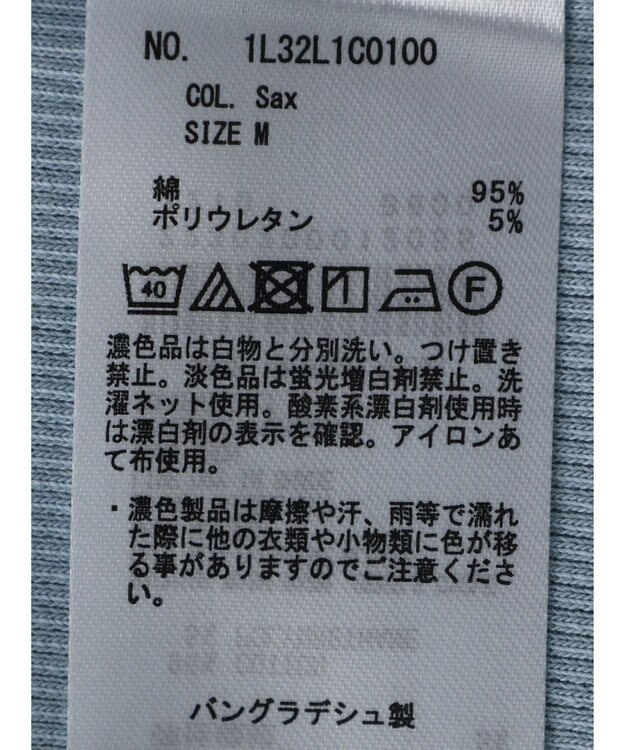 NO. 1L32L1C0100
COL. Sax
SIZE M
綿 95%
ポリウレタン 5%
40 F
濃色品は白物と分別洗い。つけ置き
禁止。淡色品は蛍光増白剤禁止。洗
濯ネット使用。酸素系漂白剤使用時
は漂白剤の表示を確認。アイロンあ
て布使用。
・濃色製品は摩擦や汗、雨等で濡れ
た際に他の衣類や小物類に色が移
る事がありますのでご注意くださ
い。
バングラデシュ製